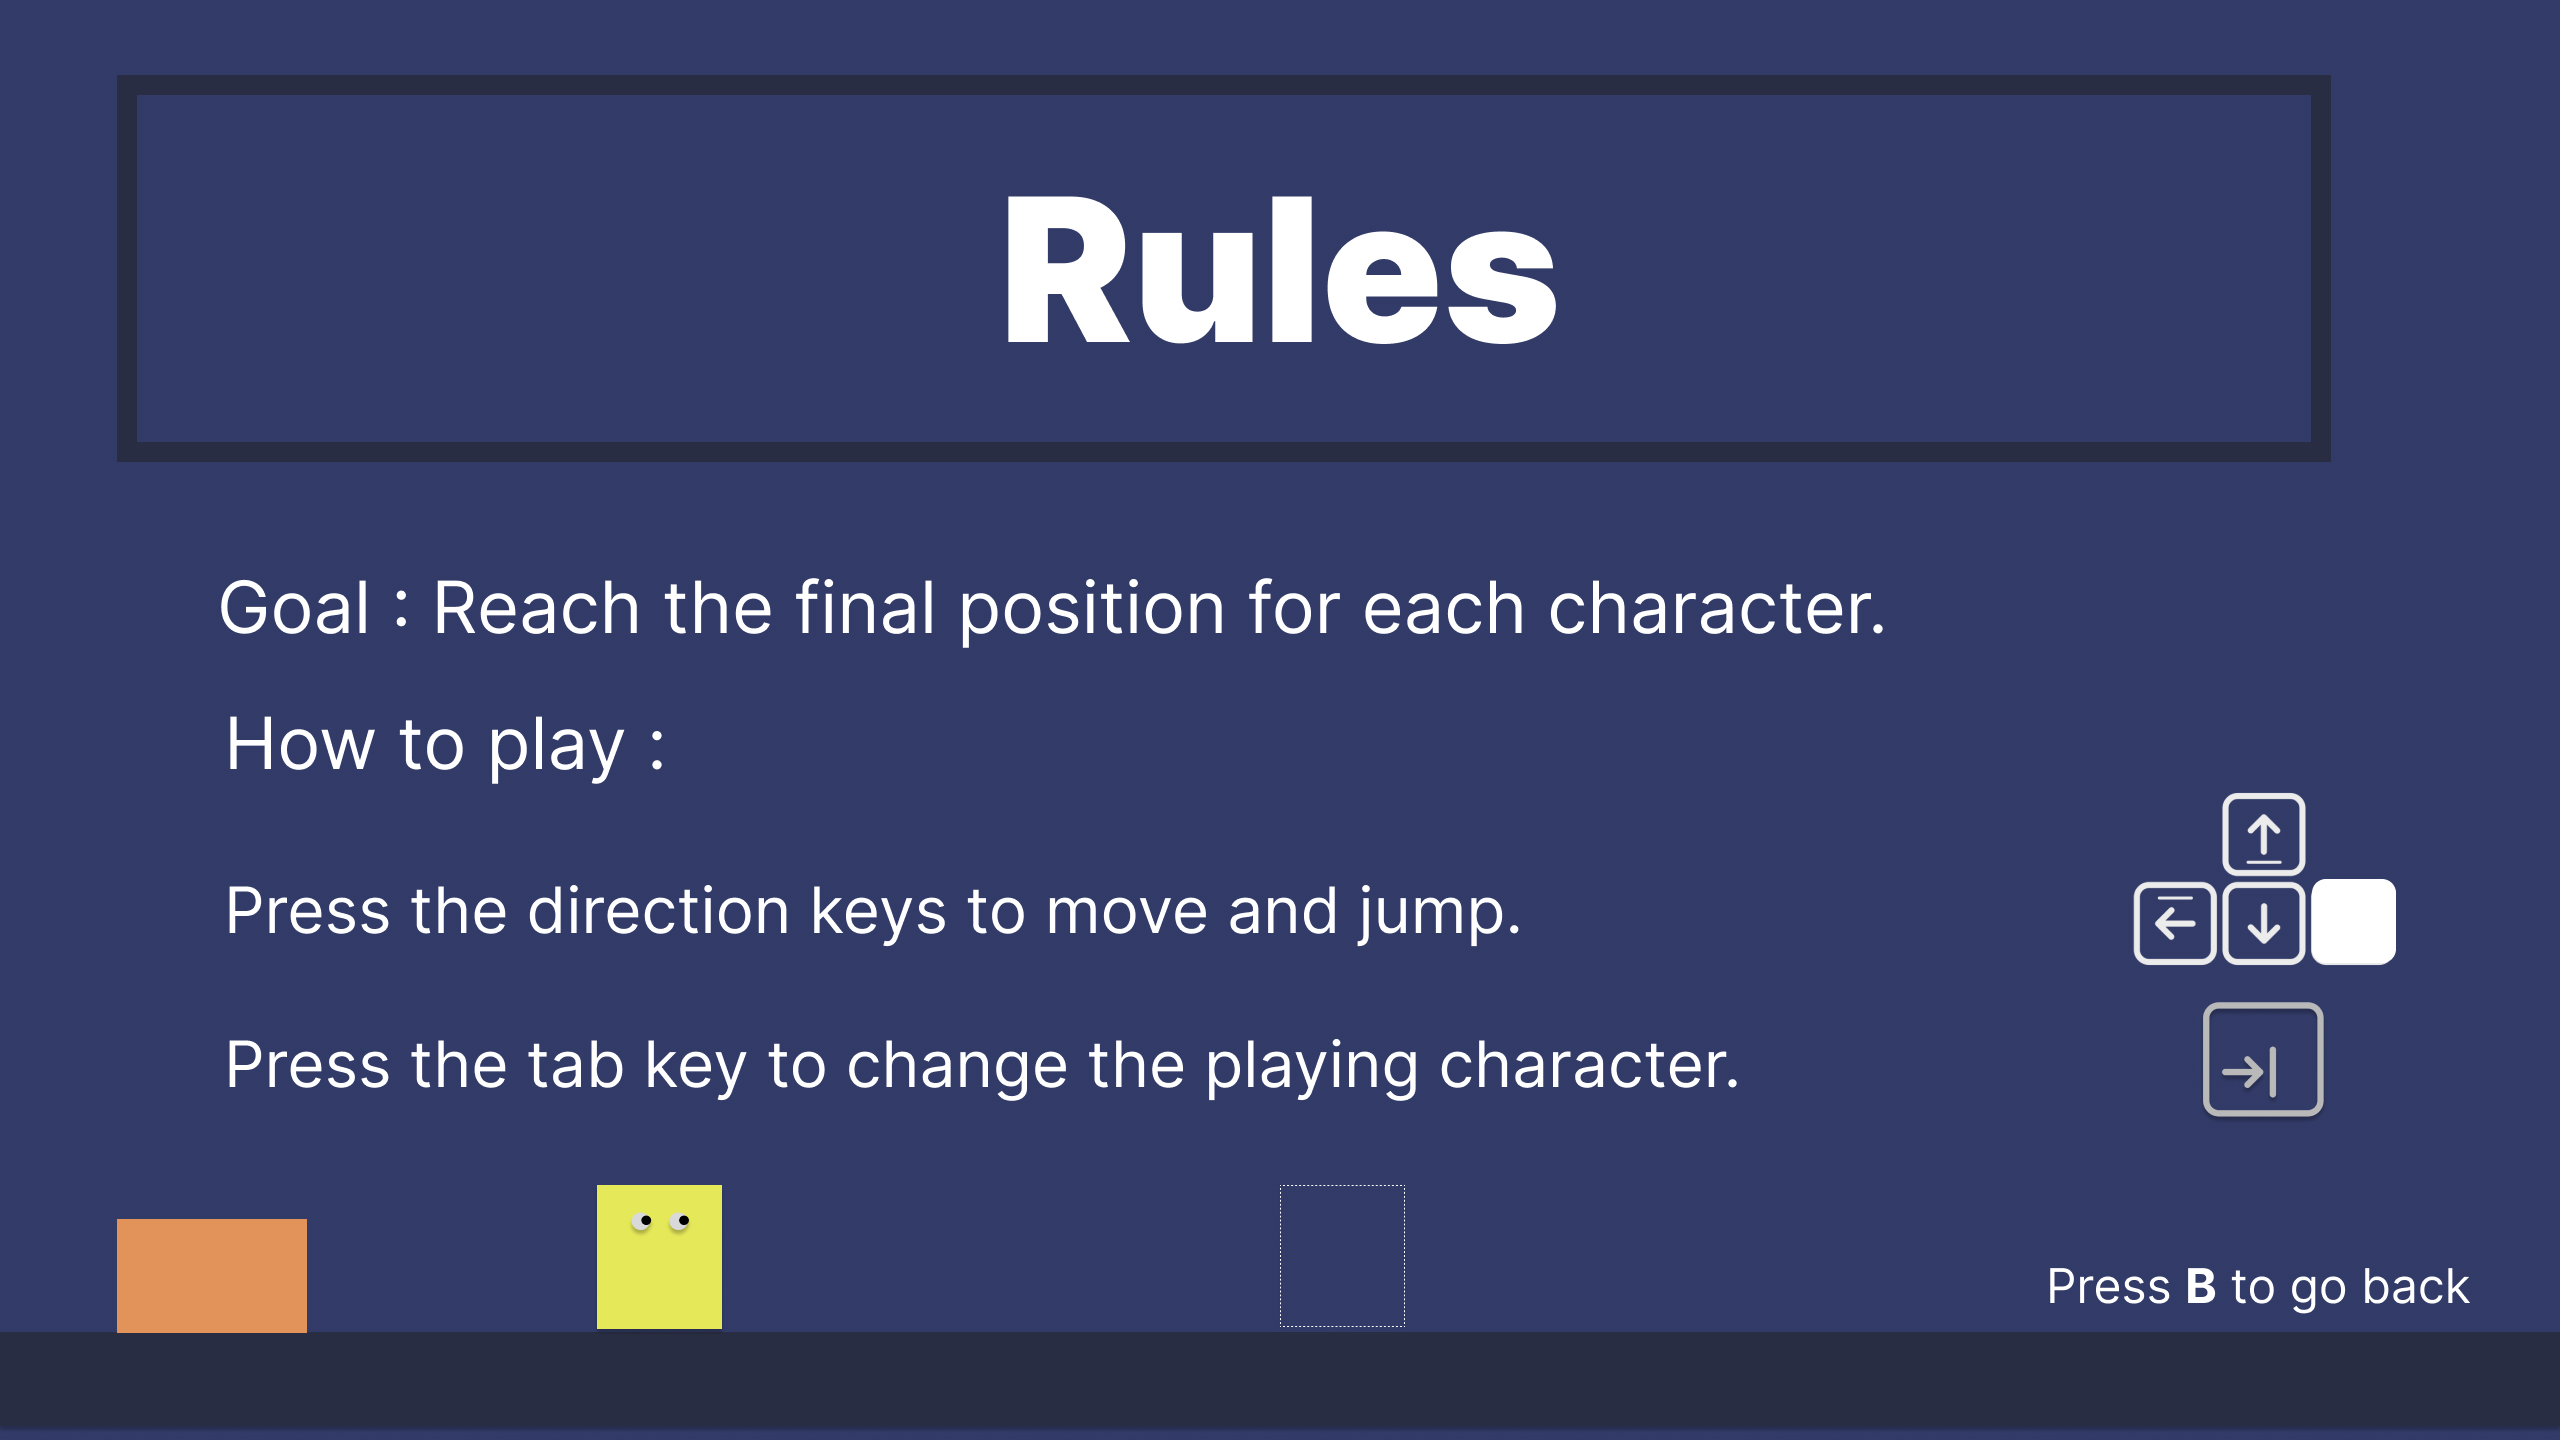 Rules
Goal : Reach the final position for each character.
How to play :
Press the direction keys to move and jump.
Press the tab key to change the playing character.
Press B to go back